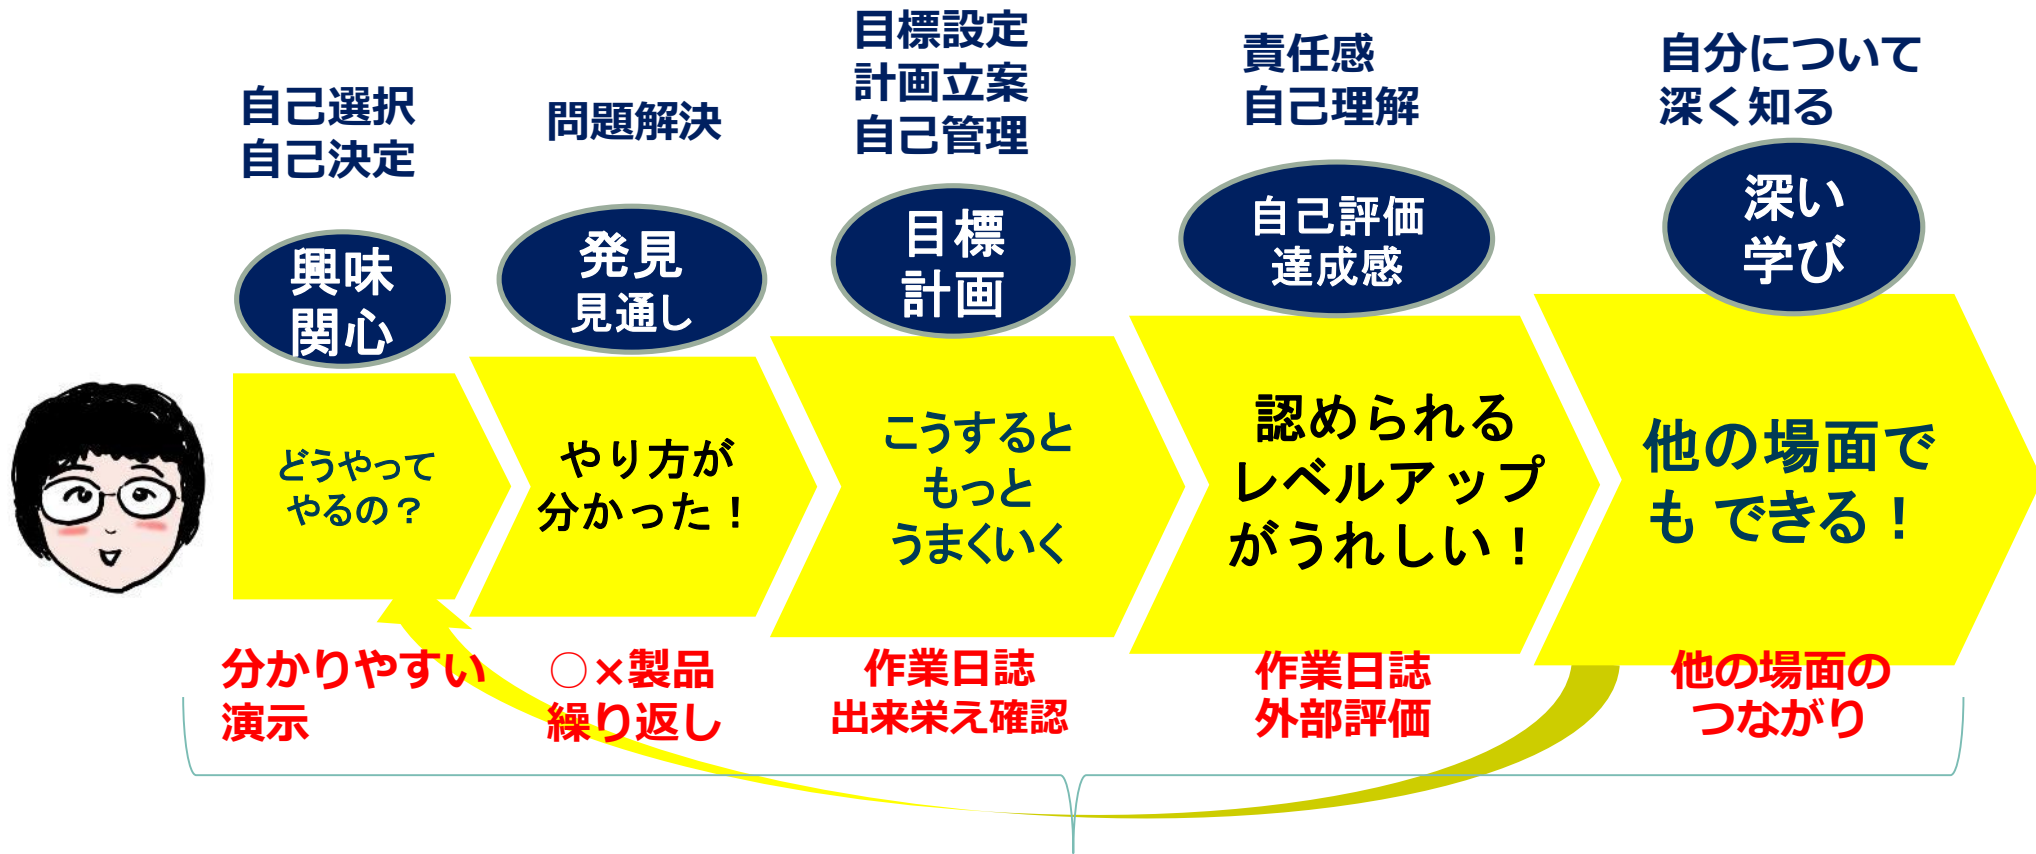 自己選択
自己決定
興味
関心
どうやって
やるの？
分かりやすい
演示
問題解決
発見
見通し
やり方が
分かった！
○×製品
繰り返し
目標設定
計画立案
自己管理
目標
計画
こうすると
もっと
うまくいく
作業日誌
出来栄え確認
責任感
自己理解
自己評価
達成感
認められる
レベルアップ
がうれしい！
作業日誌
外部評価
自分について
深く知る
深い
学び
他の場面で
も できる！
他の場面の
つながり